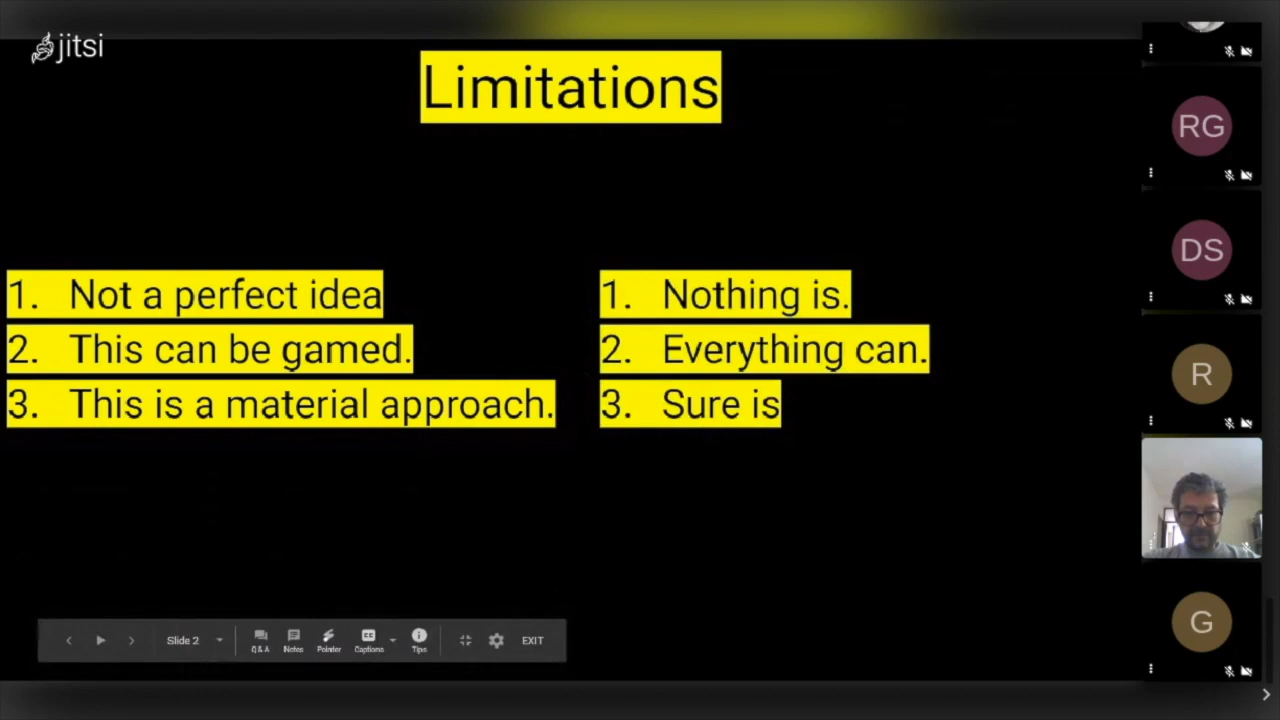 jitsi
Limitations
1. Not a perfect idea
2. This can be gamed.
3. This is a material approach.
1. Nothing is.
2. Everything can.
3. Sure is
RG
DS
R
G
Slide 2
Q & A
Notes
Pointer
CC
Captions
Tips
EXIT